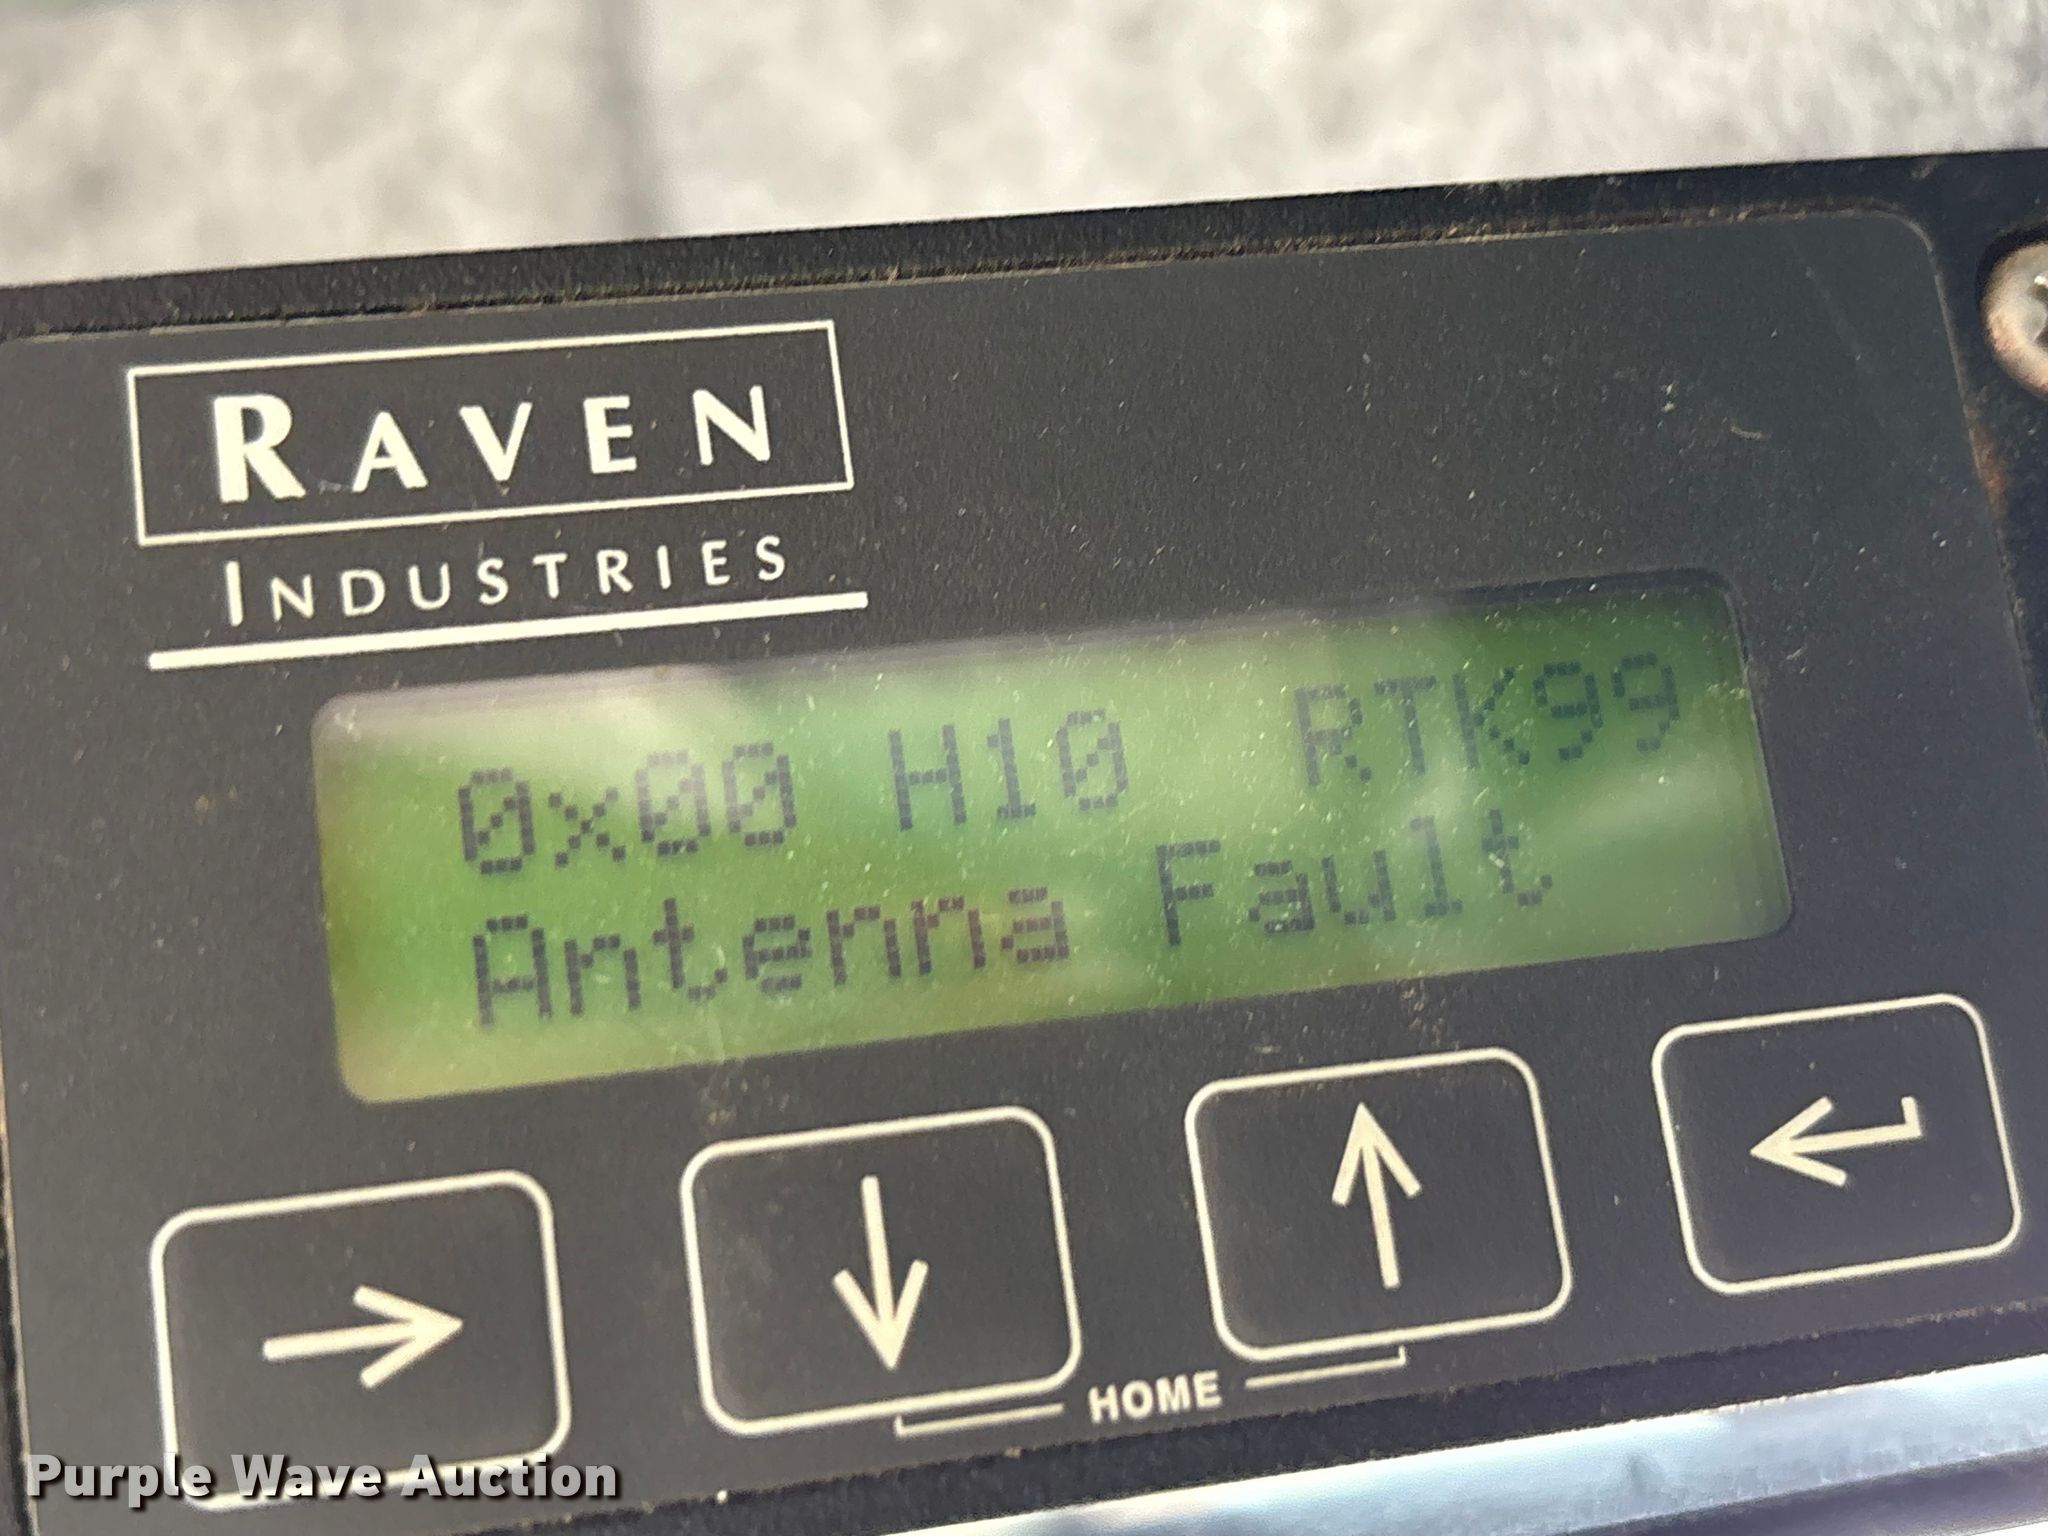 RAVEN
INDUSTRIES
0x00 H10 RTK99
Antenna Fault
HOME
Purple Wave Auction